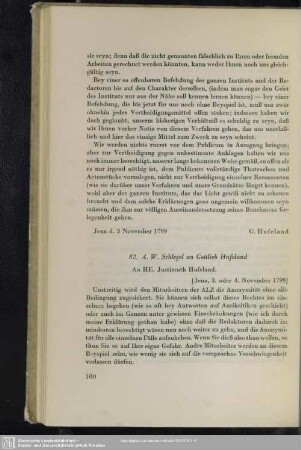 sie seyn; denn daß die nicht genannten fälschlich zu Ihren oder fremden
Arbeiten gerechnet werden könnten, kann weder Ihnen noch uns gleich-
gültig seyn.
Bey einer so offenbaren Befehdung des ganzen Instituts und der Re-
dactoren bis auf den Charakter derselben, (indem man sogar den Geist
des Instituts nur aus der Nähe soll kennen lernen können) — bey einer
Befehdung, die bis jetzt für uns noch ohne Beyspiel ist, muß uns zwar
ohnehin jedes Vertheidigungsmittel offen stehen; indessen haben wir
doch geglaubt, unserm bisherigen Verhältniß es schuldig zu seyn, daß
wir Ihnen vorher Notiz von diesem Verfahren geben, das uns unerläß-
lich und hier das einzige Mittel zum Zweck zu seyn scheint.
Wir werden nichts zuerst vor dem Publicum in Anregung bringen;
aber zur Vertheidigung gegen unbestimmte Anklagen halten wir uns
noch immer berechtigt, unserer lange bekannten Weise gemäß, so oft es
irgend nöthig ist, dem Publicum vollständige Thatsachen und
Actenstücke vorzulegen, nicht zur Vertheidigung einzelner Recensenten
(wie sie darüber unser Verfahren und unsre Grundsätze längst kennen),
wohl aber des ganzen Instituts, das das Licht gewiß nicht zu scheuen
braucht und dem solche Erklärungen ganz ungemein willkommen seyn
müssen, die ihm zur völligen Auseinandersetzung seines Benehmens Ge-
legenheit geben.
Jena d. 3 November 1799 G. Hufeland
82. A. W. Schlegel an Gottlieb Hufeland
An HE. Justizrath Hufeland.
[Jena, 3. oder 4. November 1799]
Unstreitig wird den Mitarbeitern der ALZ die Anonymität ohne alle
Bedingung zugesichert. Sie können sich selbst dieses Rechtes im ein-
zelnen begeben (wie so oft bey Antworten auf Antikritiken geschieht)
oder auch im Ganzen unter gewissen Einschränkungen (wie ich durch
meine Erklärung gethan habe) ohne daß die Redactoren dadurch im
mindesten berechtigt wären nun noch weiter zu gehn, und die Anonymi-
tät für alle einzelnen Fälle aufzuheben. Wenn Sie dieß also thun wollen, so
thun Sie es auf Ihre eigne Gefahr. Andre Mitarbeiter werden an diesem
Beyspiel sehn, wie wenig sie sich auf die versprochne Verschwiegenheit
verlassen dürfen.
160